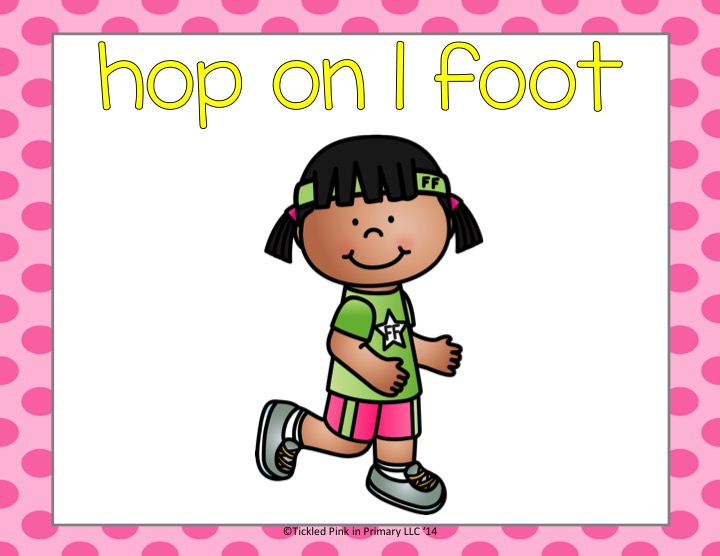 hop on 1 foot
FF
FF
©Tickled Pink in Primary LLC '14